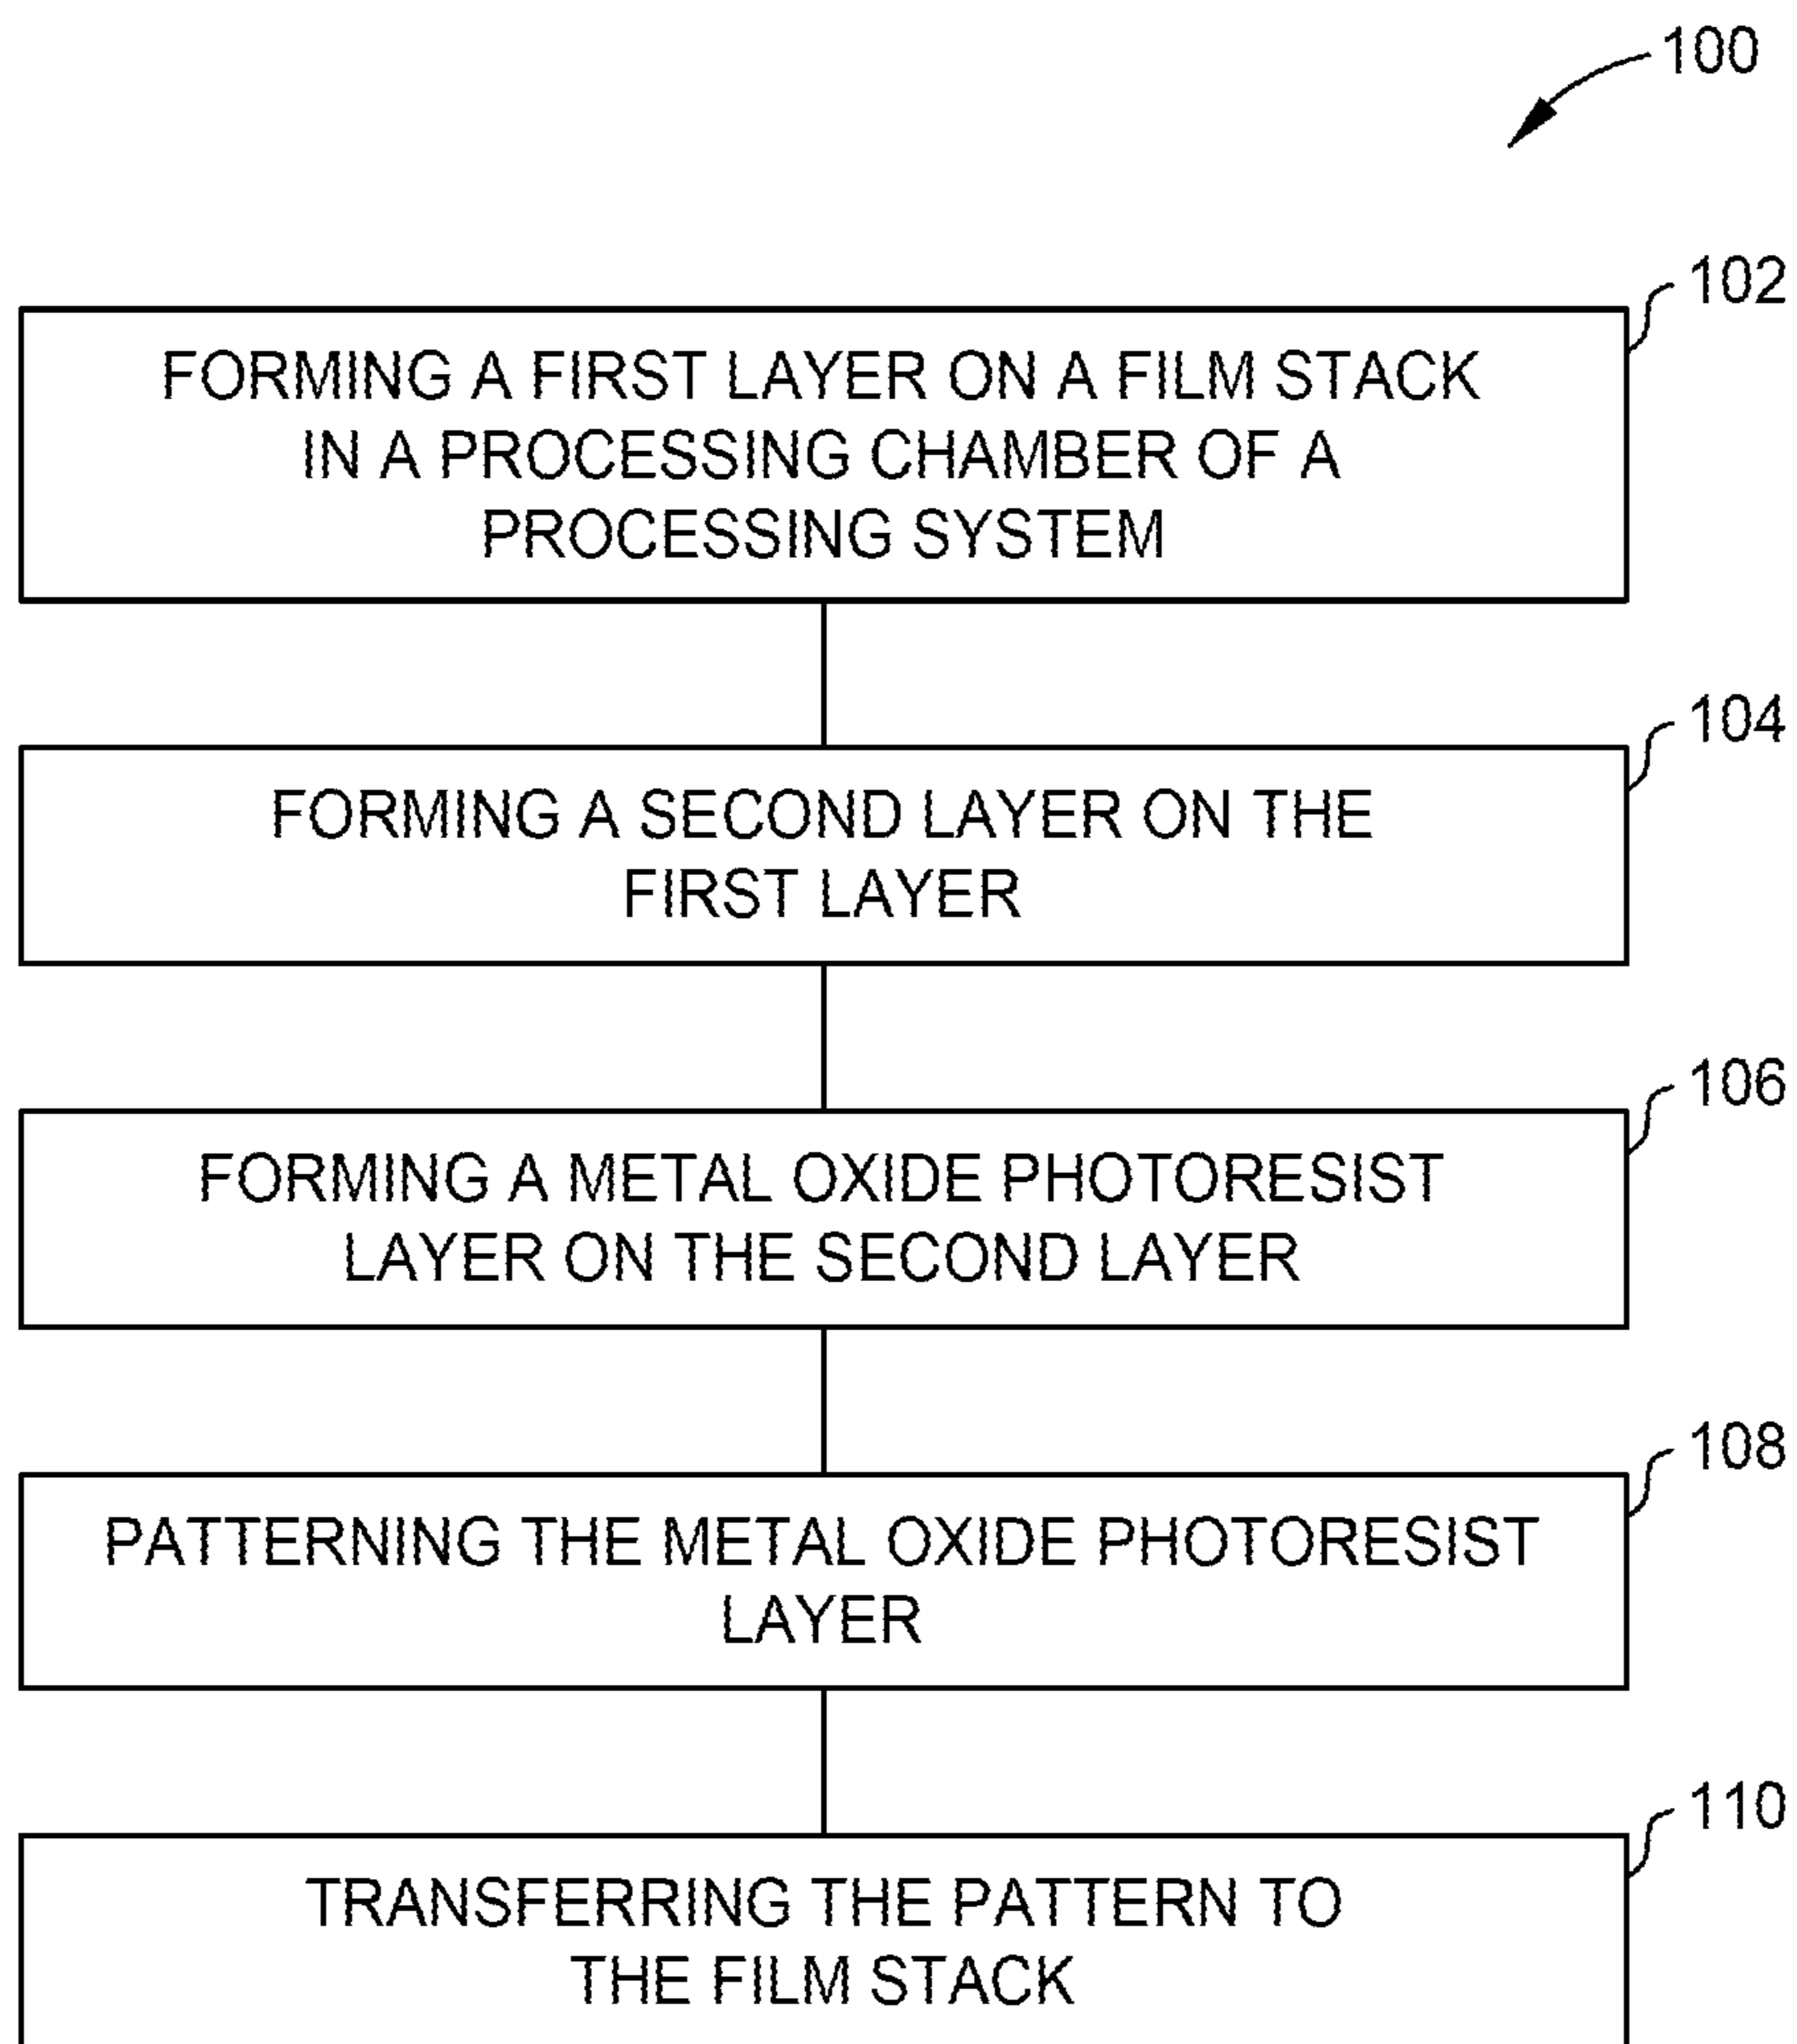 100
102
FORMING A FIRST LAYER ON A FILM STACK
IN A PROCESSING CHAMBER OF A
PROCESSING SYSTEM
104
FORMING A SECOND LAYER ON THE
FIRST LAYER
106
FORMING A METAL OXIDE PHOTORESIST
LAYER ON THE SECOND LAYER
108
PATTERNING THE METAL OXIDE PHOTORESIST
LAYER
110
TRANSFERRING THE PATTERN TO
THE FILM STACK